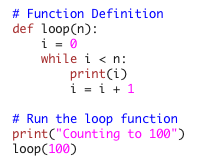 # Function Definition
def loop(n):
    i = 0
    while i < n:
        print(i)
        i = i + 1

# Run the loop function
print("Counting to 100")
loop(100)